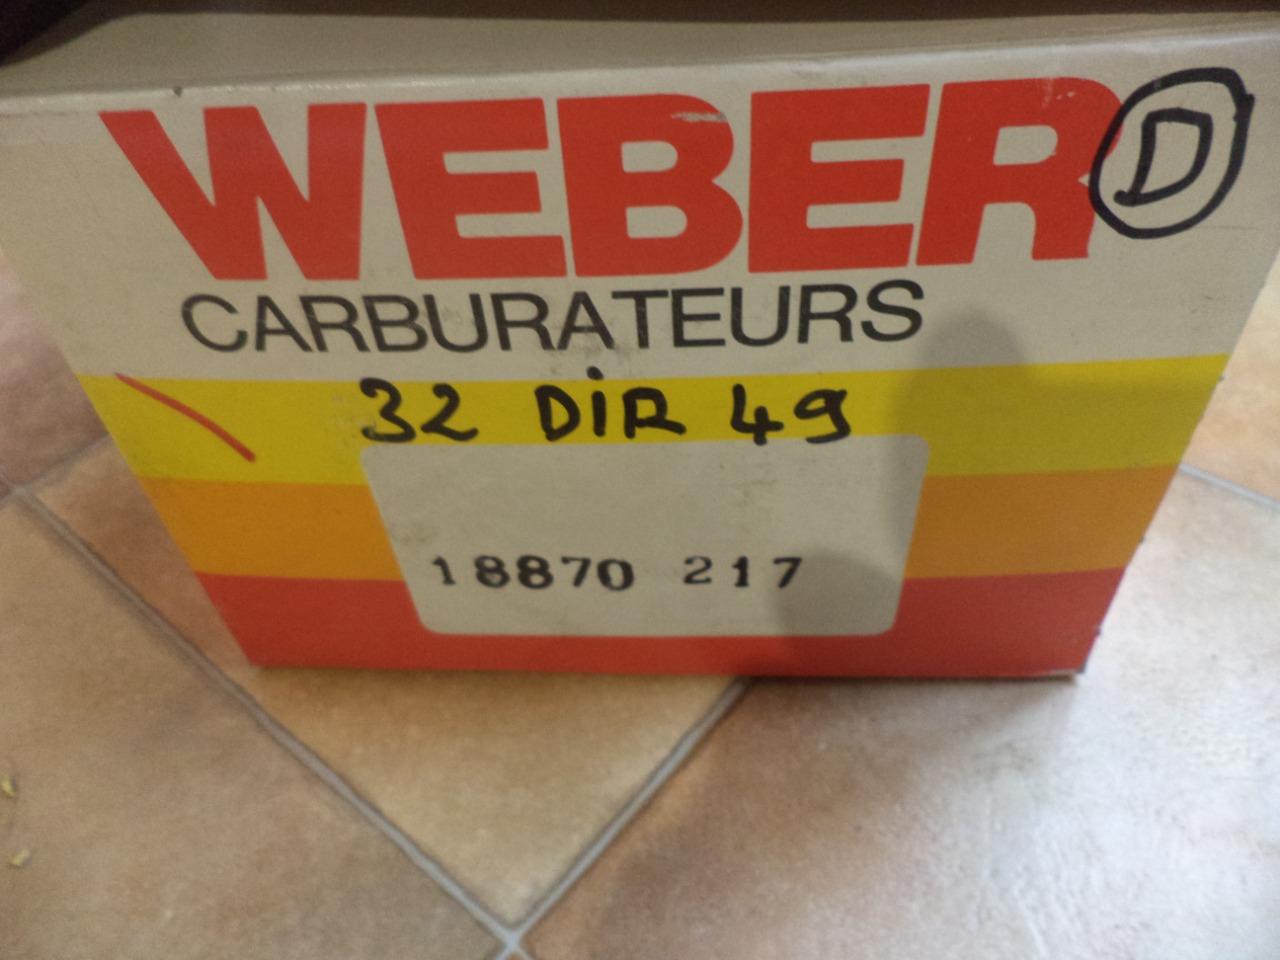 WEBER
D
CARBURATEURS
32 DIR 49
18870 217